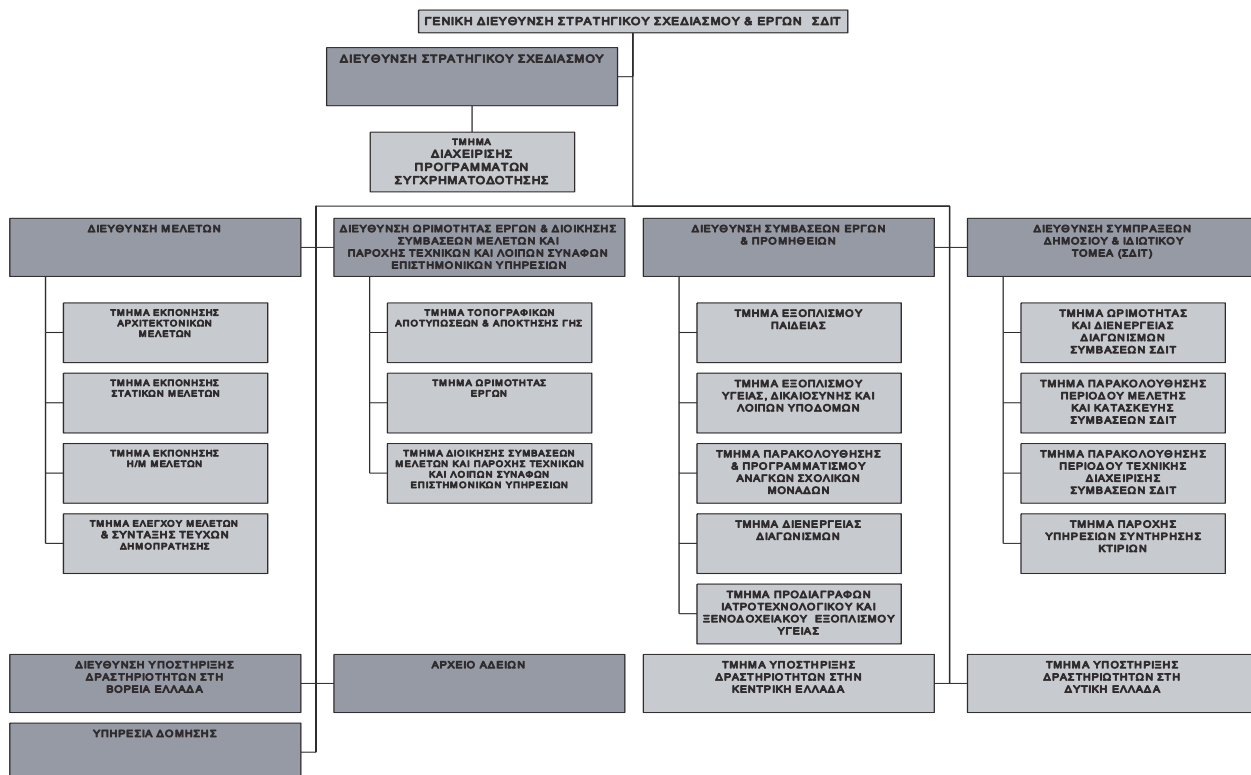 ΓΕΝΙΚΗ ΔΙΕΥΘΥΝΣΗ ΣΤΡΑΤΗΓΙΚΟΥ ΣΧΕΔΙΑΣΜΟΥ & ΕΡΓΩΝ ΣΔΙΤ
ΔΙΕΥΘΥΝΣΗ ΣΤΡΑΤΗΓΙΚΟΥ ΣΧΕΔΙΑΣΜΟΥ
ΤΜΗΜΑ
ΔΙΑΧΕΙΡΙΣΗΣ
ΠΡΟΓΡΑΜΜΑΤΩΝ
ΣΥΓΧΡΗΜΑΤΟΔΟΤΗΣΗΣ
ΔΙΕΥΘΥΝΣΗ ΜΕΛΕΤΩΝ
ΤΜΗΜΑ ΕΚΠΟΝΗΣΗΣ
ΑΡΧΙΤΕΚΤΟΝΙΚΩΝ
ΜΕΛΕΤΩΝ
ΤΜΗΜΑ ΕΚΠΟΝΗΣΗΣ
ΣΤΑΤΙΚΩΝ ΜΕΛΕΤΩΝ
ΤΜΗΜΑ ΕΚΠΟΝΗΣΗΣ
Η/Μ ΜΕΛΕΤΩΝ
ΤΜΗΜΑ ΕΛΕΓΧΟΥ ΜΕΛΕΤΩΝ
& ΣΥΝΤΑΞΗΣ ΤΕΥΧΩΝ
ΔΗΜΟΠΡΑΤΗΣΗΣ
ΔΙΕΥΘΥΝΣΗ ΩΡΙΜΟΤΗΤΑΣ ΕΡΓΩΝ & ΔΙΟΙΚΗΣΗΣ
ΣΥΜΒΑΣΕΩΝ ΜΕΛΕΤΩΝ ΚΑΙ
ΠΑΡΟΧΗΣ ΤΕΧΝΙΚΩΝ ΚΑΙ ΛΟΙΠΩΝ ΣΥΝΑΦΩΝ
ΕΠΙΣΤΗΜΟΝΙΚΩΝ ΥΠΗΡΕΣΙΩΝ
ΤΜΗΜΑ ΤΟΠΟΓΡΑΦΙΚΩΝ
ΑΠΟΤΥΠΩΣΕΩΝ & ΑΠΟΚΤΗΣΗΣ ΓΗΣ
ΤΜΗΜΑ ΩΡΙΜΟΤΗΤΑΣ
ΕΡΓΩΝ
ΤΜΗΜΑ ΔΙΟΙΚΗΣΗΣ ΣΥΜΒΑΣΕΩΝ
ΜΕΛΕΤΩΝ ΚΑΙ ΠΑΡΟΧΗΣ ΤΕΧΝΙΚΩΝ
ΚΑΙ ΛΟΙΠΩΝ ΣΥΝΑΦΩΝ
ΕΠΙΣΤΗΜΟΝΙΚΩΝ ΥΠΗΡΕΣΙΩΝ
ΔΙΕΥΘΥΝΣΗ ΣΥΜΒΑΣΕΩΝ ΕΡΓΩΝ
& ΠΡΟΜΗΘΕΙΩΝ
ΤΜΗΜΑ ΕΞΟΠΛΙΣΜΟΥ
ΠΑΙΔΕΙΑΣ
ΤΜΗΜΑ ΕΞΟΠΛΙΣΜΟΥ
ΥΓΕΙΑΣ, ΔΙΚΑΙΟΣΥΝΗΣ ΚΑΙ
ΛΟΙΠΩΝ ΥΠΟΔΟΜΩΝ
ΤΜΗΜΑ ΠΑΡΑΚΟΛΟΥΘΗΣΗΣ
& ΠΡΟΓΡΑΜΜΑΤΙΣΜΟΥ
ΑΝΑΓΚΩΝ ΣΧΟΛΙΚΩΝ
ΜΟΝΑΔΩΝ
ΤΜΗΜΑ ΔΙΕΝΕΡΓΕΙΑΣ
ΔΙΑΓΩΝΙΣΜΩΝ
ΤΜΗΜΑ ΠΡΟΔΙΑΓΡΑΦΩΝ
ΙΑΤΡΟΤΕΧΝΟΛΟΓΙΚΟΥ ΚΑΙ
ΞΕΝΟΔΟΧΕΙΑΚΟΥ ΕΞΟΠΛΙΣΜΟΥ
ΥΓΕΙΑΣ
ΔΙΕΥΘΥΝΣΗ ΣΥΜΠΡΑΞΕΩΝ
ΔΗΜΟΣΙΟΥ & ΙΔΙΩΤΙΚΟΥ
ΤΟΜΕΑ (ΣΔΙΤ)
ΤΜΗΜΑ ΩΡΙΜΟΤΗΤΑΣ
ΚΑΙ ΔΙΕΝΕΡΓΕΙΑΣ
ΔΙΑΓΩΝΙΣΜΩΝ
ΣΥΜΒΑΣΕΩΝ ΣΔΙΤ
ΤΜΗΜΑ ΠΑΡΑΚΟΛΟΥΘΗΣΗΣ
ΠΕΡΙΟΔΟΥ ΜΕΛΕΤΗΣ
ΚΑΙ ΚΑΤΑΣΚΕΥΗΣ
ΣΥΜΒΑΣΕΩΝ ΣΔΙΤ
ΤΜΗΜΑ ΠΑΡΑΚΟΛΟΥΘΗΣΗΣ
ΠΕΡΙΟΔΟΥ ΤΕΧΝΙΚΗΣ
ΔΙΑΧΕΙΡΙΣΗΣ
ΣΥΜΒΑΣΕΩΝ ΣΔΙΤ
ΤΜΗΜΑ ΠΑΡΟΧΗΣ
ΥΠΗΡΕΣΙΩΝ ΣΥΝΤΗΡΗΣΗΣ
ΚΤΙΡΙΩΝ
ΔΙΕΥΘΥΝΣΗ ΥΠΟΣΤΗΡΙΞΗΣ
ΔΡΑΣΤΗΡΙΟΤΗΤΩΝ ΣΤΗ
ΒΟΡΕΙΑ ΕΛΛΑΔΑ
ΑΡΧΕΙΟ ΑΔΕΙΩΝ
ΤΜΗΜΑ ΥΠΟΣΤΗΡΙΞΗΣ
ΔΡΑΣΤΗΡΙΟΤΗΤΩΝ ΣΤΗΝ
ΚΕΝΤΡΙΚΗ ΕΛΛΑΔΑ
ΤΜΗΜΑ ΥΠΟΣΤΗΡΙΞΗΣ
ΔΡΑΣΤΗΡΙΩΤΗΤΩΝ ΣΤΗ
ΔΥΤΙΚΗ ΕΛΛΑΔΑ
ΥΠΗΡΕΣΙΑ ΔΟΜΗΣΗΣ